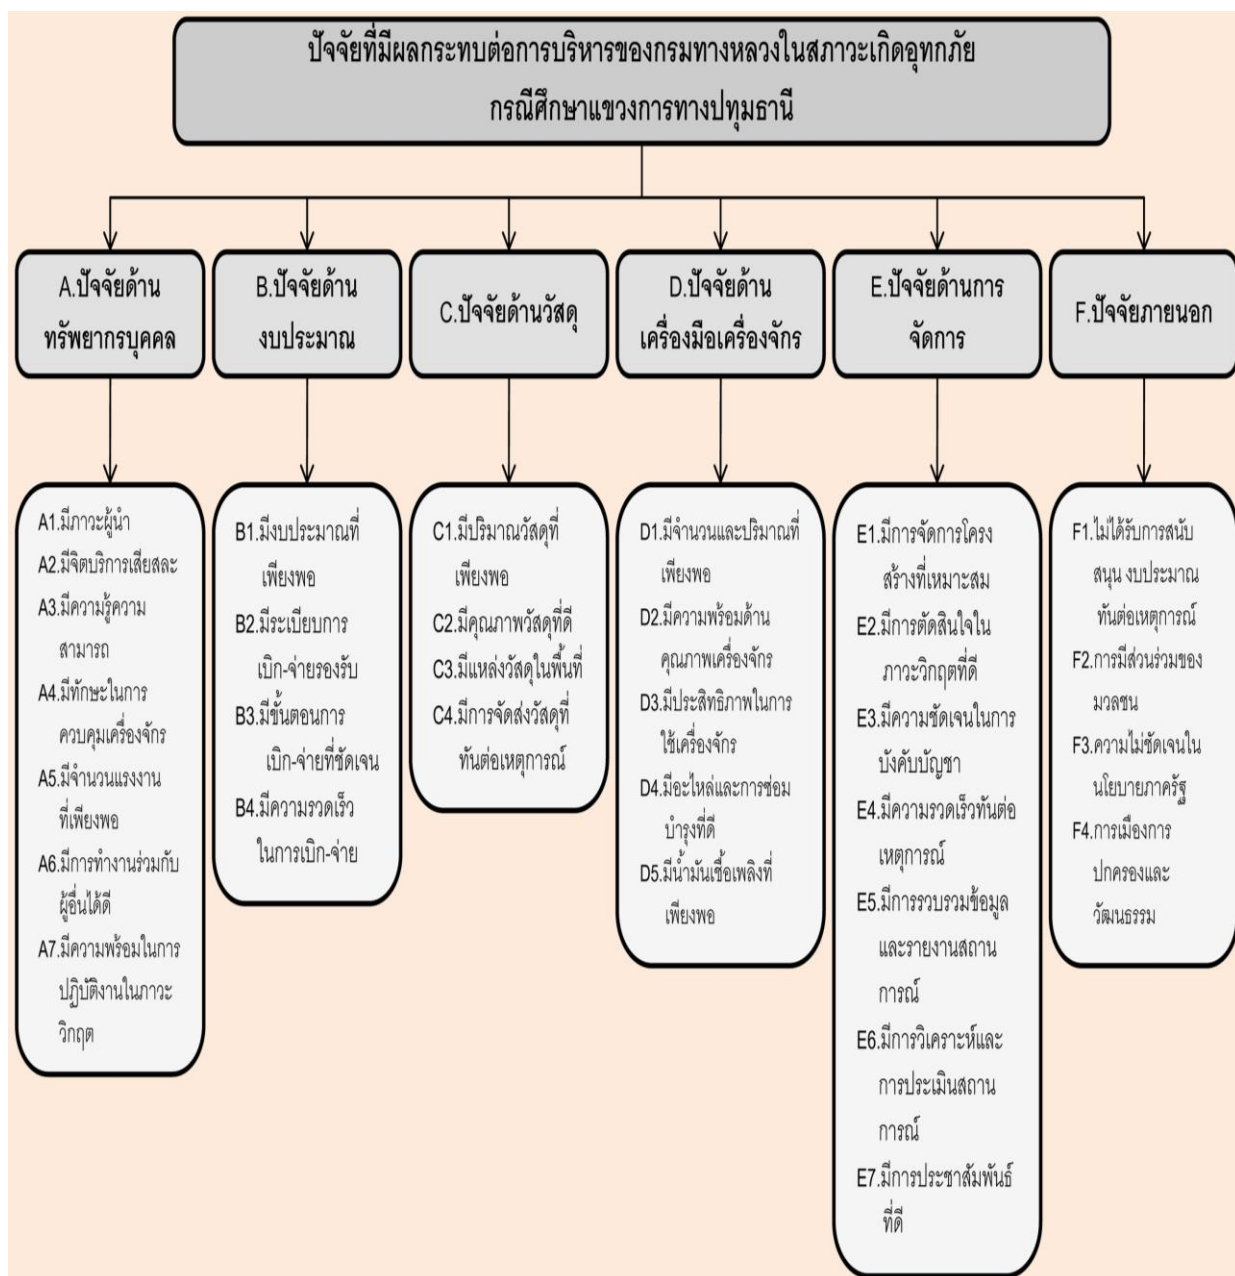 ปัจจัยที่มีผลกระทบต่อการบริหารของกรมทางหลวงในสภาวะเกิดอุทกภัย
กรณีศึกษาแขวงการทางปทุมธานี
A.ปัจจัยด้าน
ทรัพยากรบุคคล
B.ปัจจัยด้าน
งบประมาณ
C.ปัจจัยด้านวัสดุ
D.ปัจจัยด้าน
เครื่องมือเครื่องจักร
E.ปัจจัยด้านการ
จัดการ
F.ปัจจัยภายนอก
A1.มีภาวะผู้นำ
A2.มีจิตบริการเสียสละ
A3.มีความรู้ความ
สามารถ
A4.มีทักษะในการ
ควบคุมเครื่องจักร
A5.มีจำนวนแรงงาน
ที่เพียงพอ
A6.มีการทำงานร่วมกับ
ผู้อื่นได้ดี
A7.มีความพร้อมในการ
ปฏิบัติงานในภาวะ
วิกฤต
B1.มีงบประมาณที่
เพียงพอ
B2.มีระเบียบการ
เบิก-จ่ายรองรับ
B3.มีขั้นตอนการ
เบิก-จ่ายที่ชัดเจน
B4.มีความรวดเร็ว
ในการเบิก-จ่าย
C1.มีปริมาณวัสดุที่
เพียงพอ
C2.มีคุณภาพวัสดุที่ดี
C3.มีแหล่งวัสดุในพื้นที่
C4.มีการจัดส่งวัสดุที่
ทันต่อเหตุการณ์
D1.มีจำนวนและปริมาณที่
เพียงพอ
D2.มีความพร้อมด้าน
คุณภาพเครื่องจักร
D3.มีประสิทธิภาพในการ
ใช้เครื่องจักร
D4.มีอะไหล่และการซ่อม
บำรุงที่ดี
D5.มีน้ำมันเชื้อเพลิงที่
เพียงพอ
E1.มีการจัดการโครง
สร้างที่เหมาะสม
E2.มีการตัดสินใจใน
ภาวะวิกฤตที่ดี
E3.มีความชัดเจนในการ
บังคับบัญชา
E4.มีความรวดเร็วทันต่อ
เหตุการณ์
E5.มีการรวบรวมข้อมูล
และรายงานสถาน
การณ์
E6.มีการวิเคราะห์และ
การประเมินสถาน
การณ์
E7.มีการประชาสัมพันธ์
ที่ดี
F1.ไม่ได้รับการสนับ
สนุน งบประมาณ
ทันต่อเหตุการณ์
F2.การมีส่วนร่วมของ
มวลชน
F3.ความไม่ชัดเจนใน
นโยบายภาครัฐ
F4.การเมืองการ
ปกครองและ
วัฒนธรรม